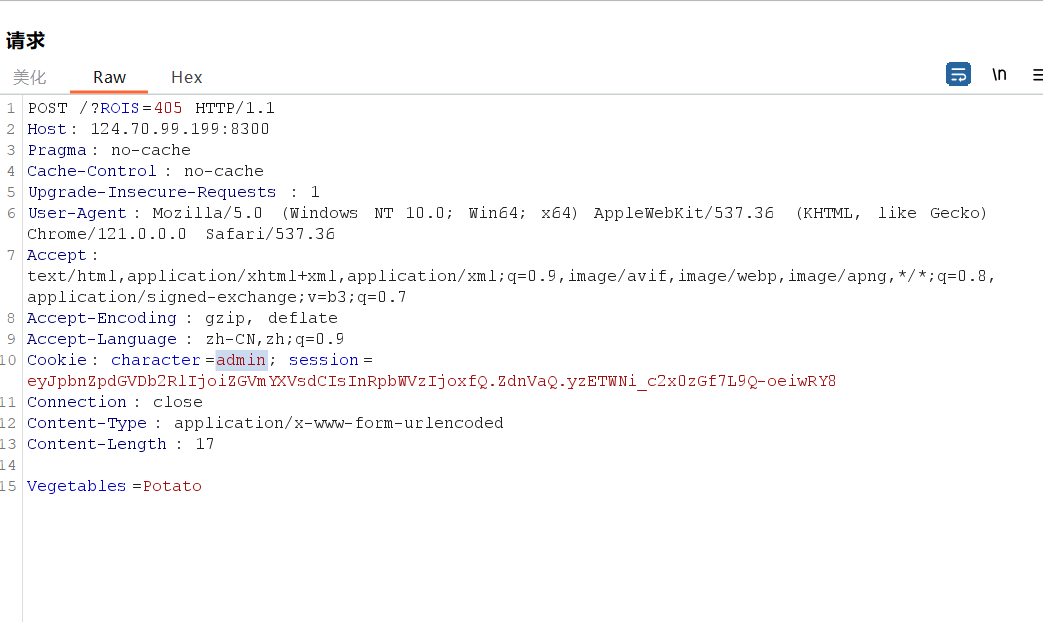 请求
美化 Raw Hex \n
1 POST /?ROIS=405 HTTP/1.1
2 Host: 124.70.99.199:8300
3 Pragma: no-cache
4 Cache-Control: no-cache
5 Upgrade-Insecure-Requests: 1
6 User-Agent: Mozilla/5.0 (Windows NT 10.0; Win64; x64) AppleWebKit/537.36 (KHTML, like Gecko)
Chrome/121.0.0.0 Safari/537.36
7 Accept:
text/html,application/xhtml+xml,application/xml;q=0.9,image/avif,image/webp,image/apng,*/*;q=0.8,
application/signed-exchange;v=b3;q=0.7
8 Accept-Encoding: gzip, deflate
9 Accept-Language: zh-CN,zh;q=0.9
10 Cookie: character=admin; session=
eyJpbnZpdGVDb2RlIjoiZGVmYXVsdCIsInRpbWVzIjoxfQ.ZdnVaQ.yzETWNi_c2x0zGf7L9Q-oeiwRY8
11 Connection: close
12 Content-Type: application/x-www-form-urlencoded
13 Content-Length: 17
14
15 Vegetables=Potato